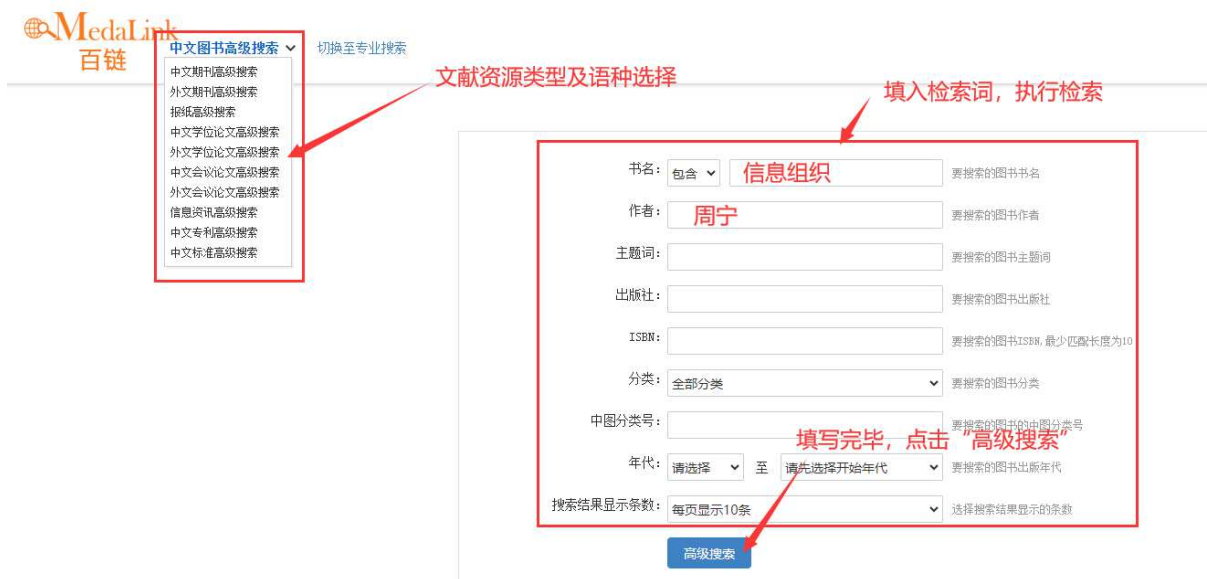 MedaLink
百链
中文图书高级搜索 切换至专业搜索
中文期刊高级搜索
外文期刊高级搜索
报纸高级搜索
中文学位论文高级搜索
外文学位论文高级搜索
中文会议论文高级搜索
外文会议论文高级搜索
信息资讯高级搜索
中文专利高级搜索
中文标准高级搜索
文献资源类型及语种选择
填入检索词，执行检索
书名： 包含 信息组织 要搜索的图书书名
作者： 周宁 要搜索的图书作者
主题词： 要搜索的图书主题词
出版社： 要搜索的图书出版社
ISBN： 要搜索的图书ISBN,最少匹配长度为10
分类： 全部分类 要搜索的图书分类
中图分类号： 要搜索的图书的中图分类号
填写完毕，点击“高级搜索”
年代： 请选择 至 请先选择开始年代 要搜索的图书出版年代
搜索结果显示条数： 每页显示10条 选择搜索结果显示的条数
高级搜索